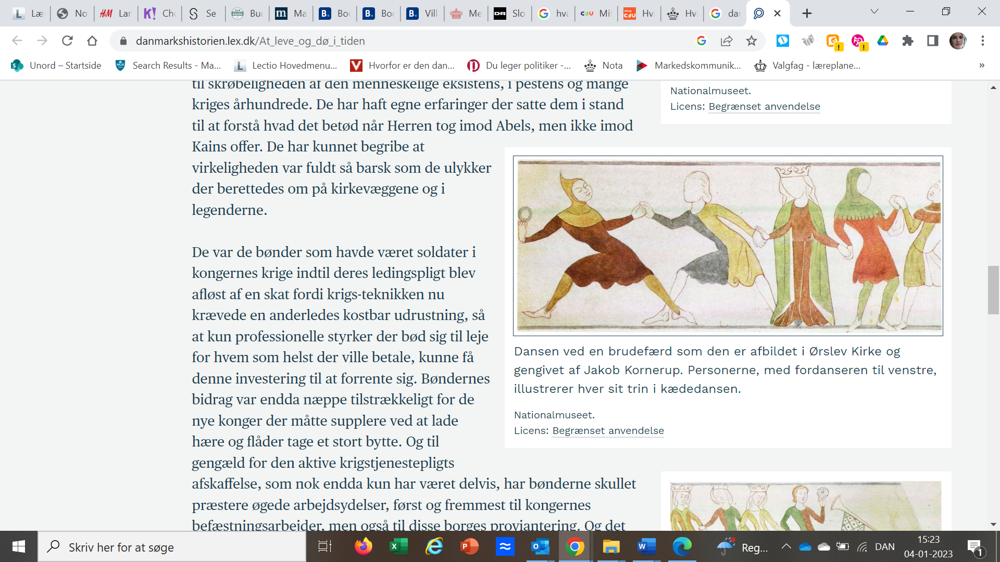 Læ
No
H&M Lar
K! Cho
Se
Buc
m Ma
B. Boo
B. Boo
B. Vill
Me
DR Slo
hva
CFU Mit
CFU Hvi
Hvi
dar
danmarkshistorien.lex.dk/At_leve_og_dø_i_tiden
Unord – Startside
Search Results - Ma...
Lectio Hovedmenu...
Hvorfor er den dan...
Du leger politiker -...
Nota
Markedskommunik...
Valgfag - læreplane...
»
til skrøbeligheden af den menneskelige eksistens, i pestens og mange
kriges århundrede. De har haft egne erfaringer der satte dem i stand
til at forstå hvad det betød når Herren tog imod Abels, men ikke imod
Kains offer. De har kunnet begribe at
virkeligheden var fuldt så barsk som de ulykker
der berettedes om på kirkevæggene og i
legenderne.
De var de bønder som havde været soldater i
kongernes krige indtil deres ledingspligt blev
afløst af en skat fordi krigs-teknikken nu
krævede en anderledes kostbar udrustning, så
at kun professionelle styrker der bød sig til leje
for hvem som helst der ville betale, kunne få
denne investering til at forrente sig. Bøndernes
bidrag var endda næppe tilstrækkeligt for de
nye konger der måtte supplere ved at lade
hære og flåder tage et stort bytte. Og til
gengæld for den aktive krigstjenestepligts
afskaffelse, som nok endda kun har været delvis, har bønderne skullet
præstere øgede arbejdsydelser, først og fremmest til kongernes
befæstningsarbejder, men også til disse borges proviantering. Og det
Nationalmuseet.
Licens: Begrænset anvendelse
Dansen ved en brudefærd som den er afbildet i Ørslev Kirke og
gengivet af Jakob Kornerup. Personerne, med fordanseren til venstre,
illustrerer hver sit trin i kædedansen.
Nationalmuseet.
Licens: Begrænset anvendelse
Skriv her for at søge
Reg...
DAN
15:23
04-01-2023
1